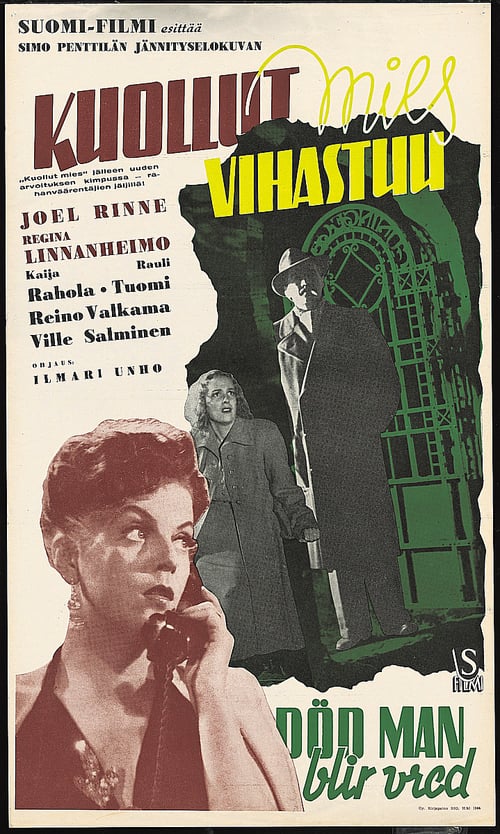 SUOMI-FILMI esittää
SIMO PENTTILÄN JÄNNITYSELOKUVAN
KUOLLUT mies
VIHASTUU
„Kuollut mies" jälleen uuden
arvoituksen kimpussa — ra-
hanväärentäjien jäljillä!
JOEL RINNE
REGINA
LINNANHEIMO
Kaija Rauli
Rahola • Tuomi
Reino Valkama
Ville Salminen
OHJAUS:
ILMARI UNHO
S
FILMI
DÖD MAN
blir vred